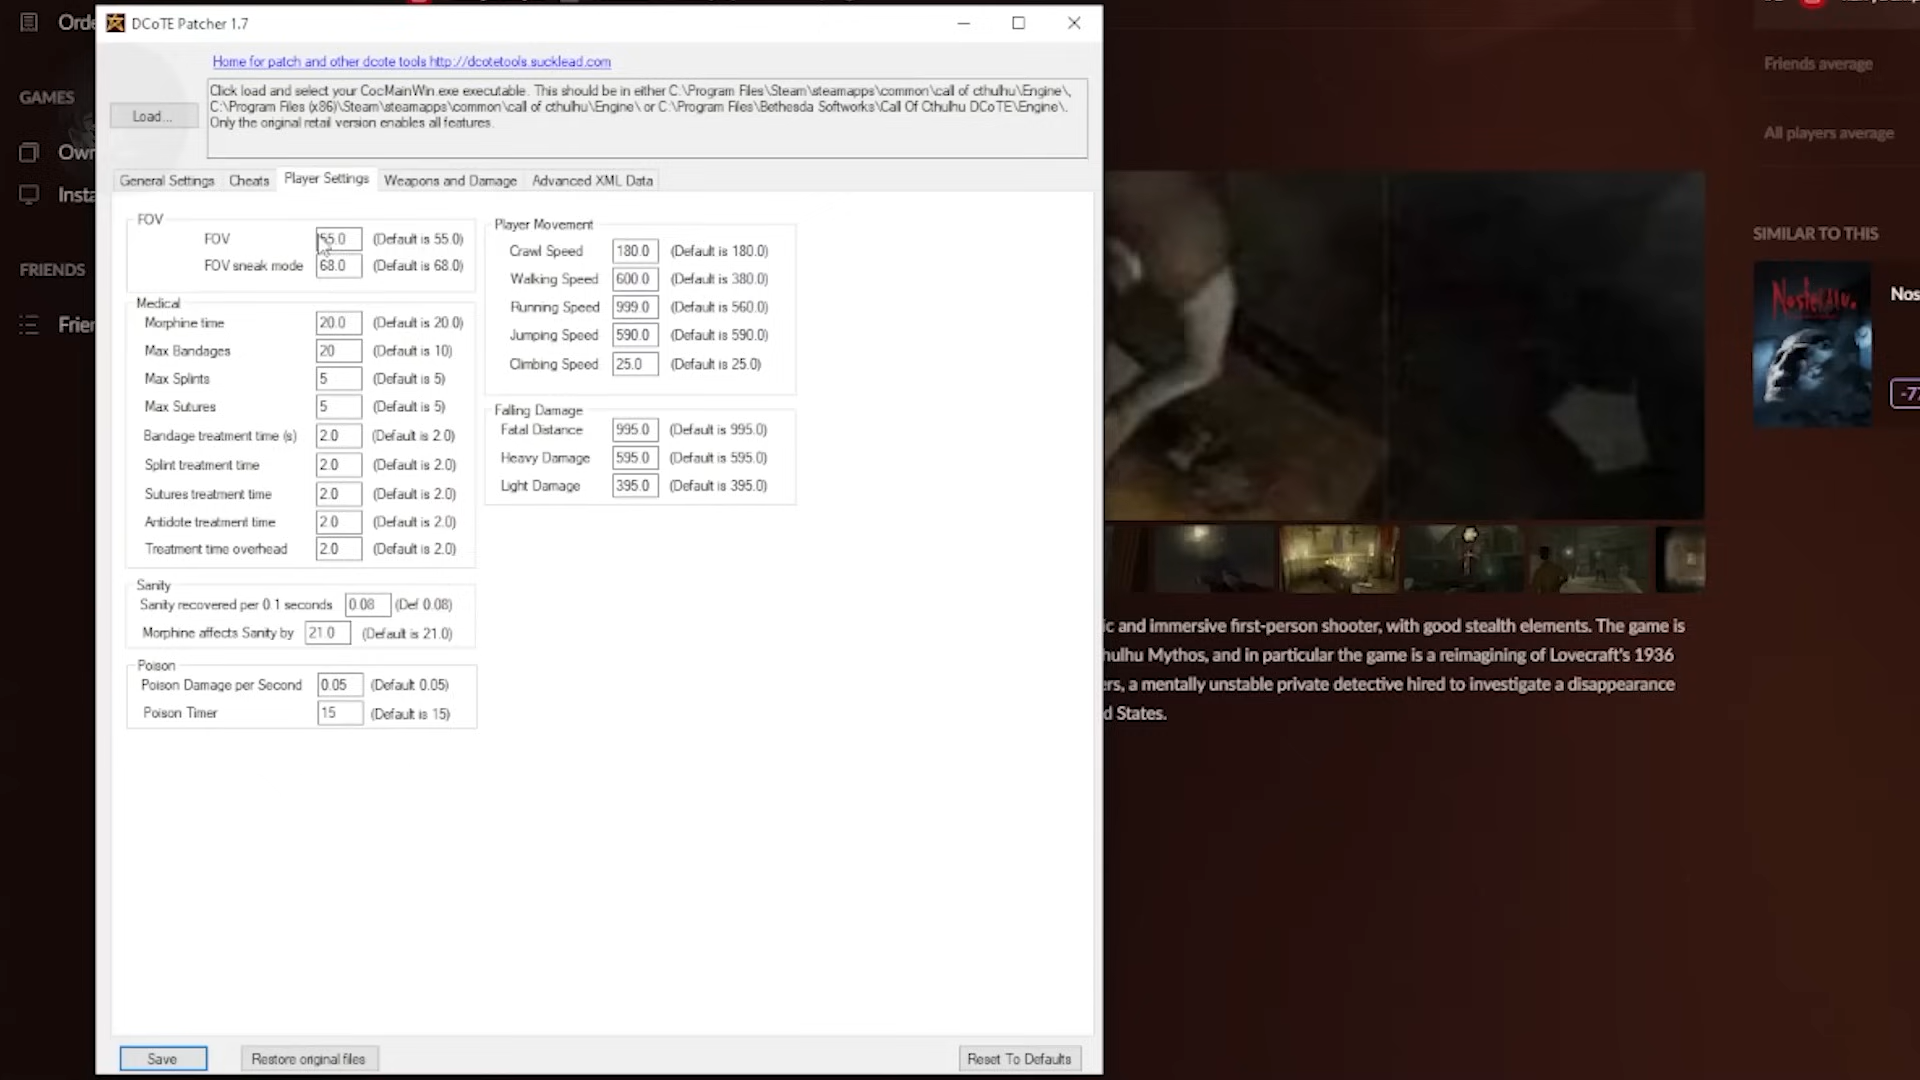 DCoTE Patcher 1.7
Home for patch and other dcote tools http://dcotetools.sucklead.com
Load...
Click load and select your CocMainWin.exe executable. This should be in either C:\Program Files\Steam\steamapps\common\call of cthulhu\Engine\,
C:\Program Files (x86)\Steam\steamapps\common\call of cthulhu\Engine\ or C:\Program Files\Bethesda Softworks\Call Of Cthulhu DCoTE\Engine\.
Only the original retail version enables all features.
General Settings Cheats Player Settings Weapons and Damage Advanced XML Data
FOV
FOV 55.0 (Default is 55.0)
FOV sneak mode 68.0 (Default is 68.0)
Medical
Morphine time 20.0 (Default is 20.0)
Max Bandages 20 (Default is 10)
Max Splints 5 (Default is 5)
Max Sutures 5 (Default is 5)
Bandage treatment time (s) 2.0 (Default is 2.0)
Splint treatment time 2.0 (Default is 2.0)
Sutures treatment time 2.0 (Default is 2.0)
Antidote treatment time 2.0 (Default is 2.0)
Treatment time overhead 2.0 (Default is 2.0)
Sanity
Sanity recovered per 0.1 seconds 0.08 (Def 0.08)
Morphine affects Sanity by 21.0 (Default is 21.0)
Poison
Poison Damage per Second 0.05 (Default 0.05)
Poison Timer 15 (Default is 15)
Player Movement
Crawl Speed 180.0 (Default is 180.0)
Walking Speed 600.0 (Default is 380.0)
Running Speed 999.0 (Default is 560.0)
Jumping Speed 590.0 (Default is 590.0)
Climbing Speed 25.0 (Default is 25.0)
Falling Damage
Fatal Distance 995.0 (Default is 995.0)
Heavy Damage 595.0 (Default is 595.0)
Light Damage 395.0 (Default is 395.0)
Save
Restore original files
Reset To Defaults
Orde
GAMES
Own
Insta
FRIENDS
Frien
Friends average
All players average
SIMILAR TO THIS
Nosferatu.
Nos
-77
ic and immersive first-person shooter, with good stealth elements. The game is
hulhu Mythos, and in particular the game is a reimagining of Lovecraft's 1936
ers, a mentally unstable private detective hired to investigate a disappearance
d States.